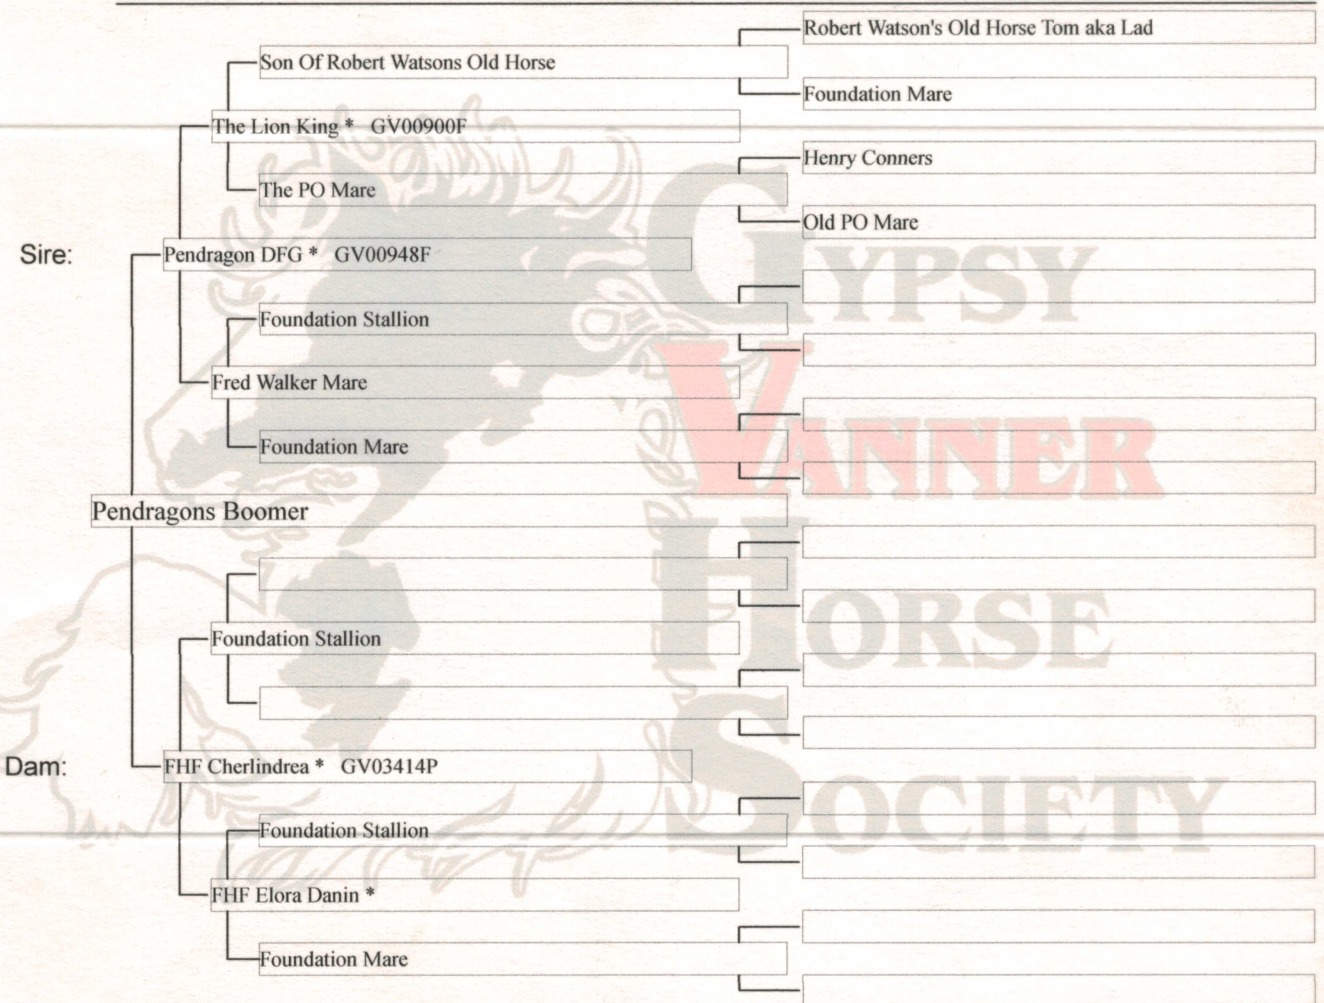 Robert Watson's Old Horse Tom aka Lad
Son Of Robert Watsons Old Horse
Foundation Mare
The Lion King * GV00900F
Henry Conners
The PO Mare
Old PO Mare
Sire:
Pendragon DFG * GV00948F
GYPSY
Foundation Stallion
Fred Walker Mare
Foundation Mare
VANNER
Pendragons Boomer
HORSE
Foundation Stallion
Dam:
FHF Cherlindrea * GV03414P
SOCIETY
Foundation Stallion
FHF Elora Danin *
Foundation Mare